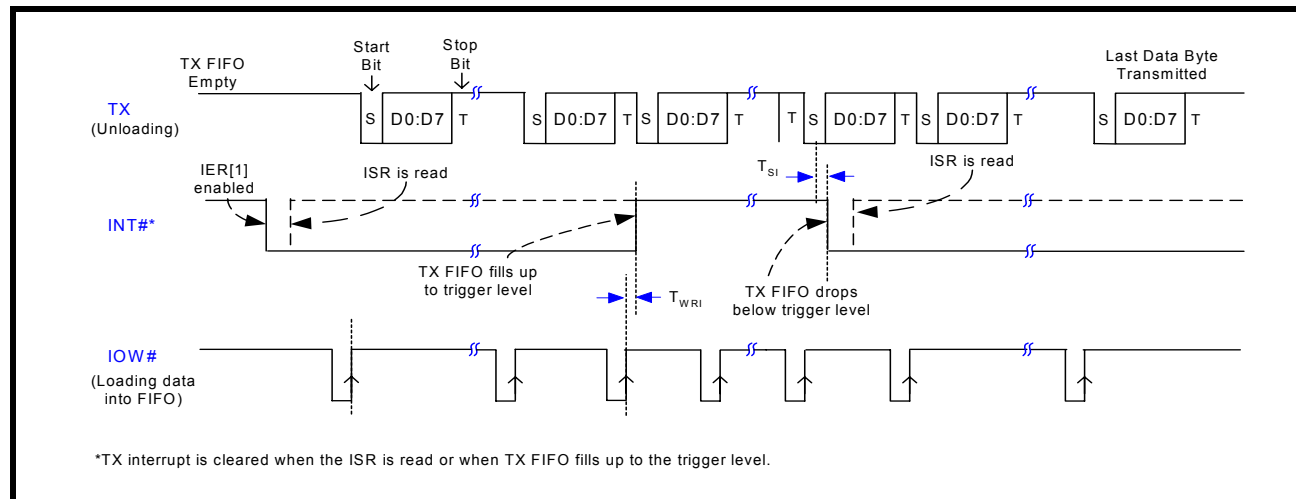 Start
Bit
Stop
Bit
TX FIFO
Empty
Last Data Byte
Transmitted
TX
(Unloading)
S D0:D7 T S D0:D7 T S D0:D7 T T S D0:D7 T S D0:D7 T S D0:D7 T
IER[1]
enabled
ISR is read
TSI
ISR is read
INT#*
TX FIFO fills up
to trigger level
TWRI
TX FIFO drops
below trigger level
IOW#
(Loading data
into FIFO)
*TX interrupt is cleared when the ISR is read or when TX FIFO fills up to the trigger level.